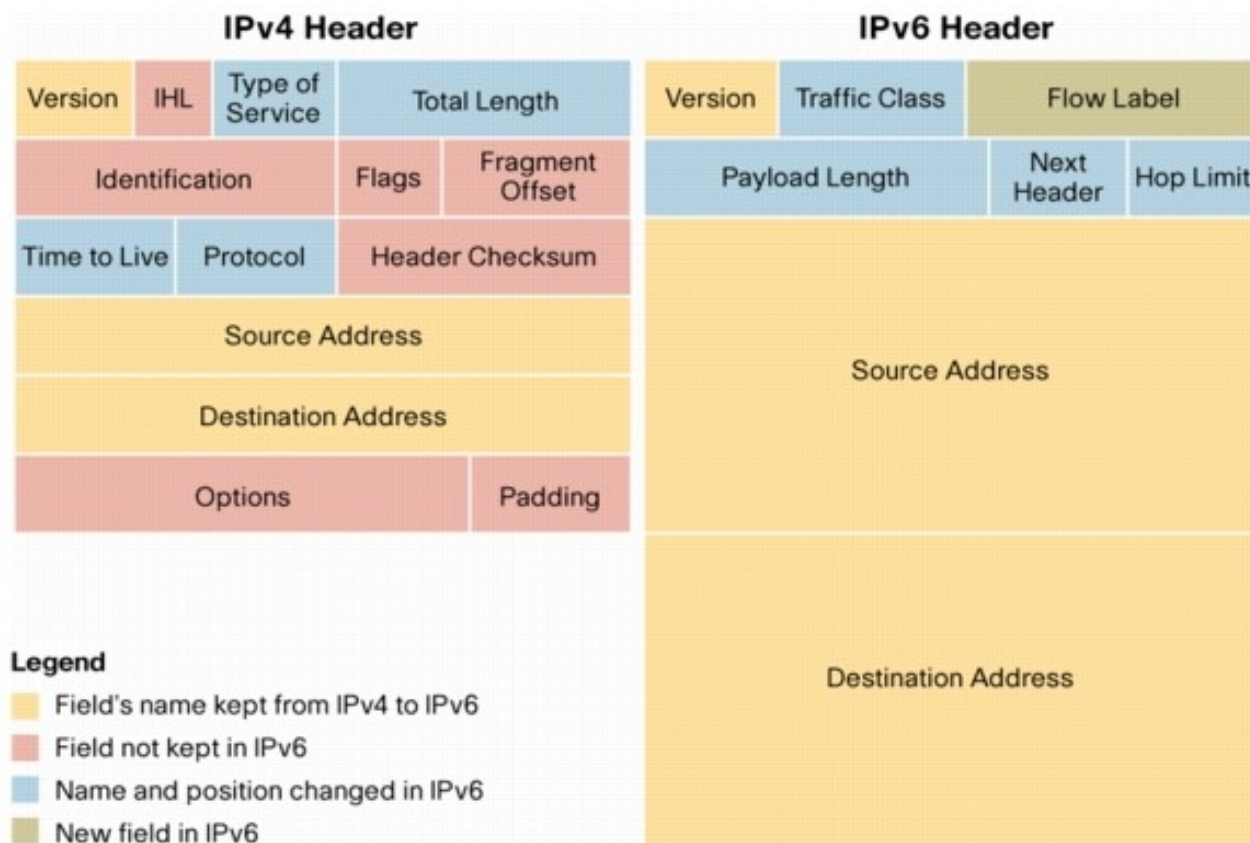 IPv4 Header
Version
IHL
Type of
Service
Total Length
Identification
Flags
Fragment
Offset
Time to Live
Protocol
Header Checksum
Source Address
Destination Address
Options
Padding
IPv6 Header
Version
Traffic Class
Flow Label
Payload Length
Next
Header
Hop Limit
Source Address
Destination Address
Legend
Field's name kept from IPv4 to IPv6
Field not kept in IPv6
Name and position changed in IPv6
New field in IPv6